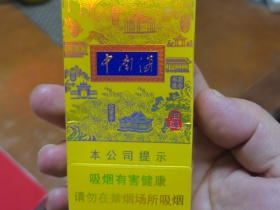 中南海
本公司提示
吸烟有害健康
请勿在禁烟场所吸烟